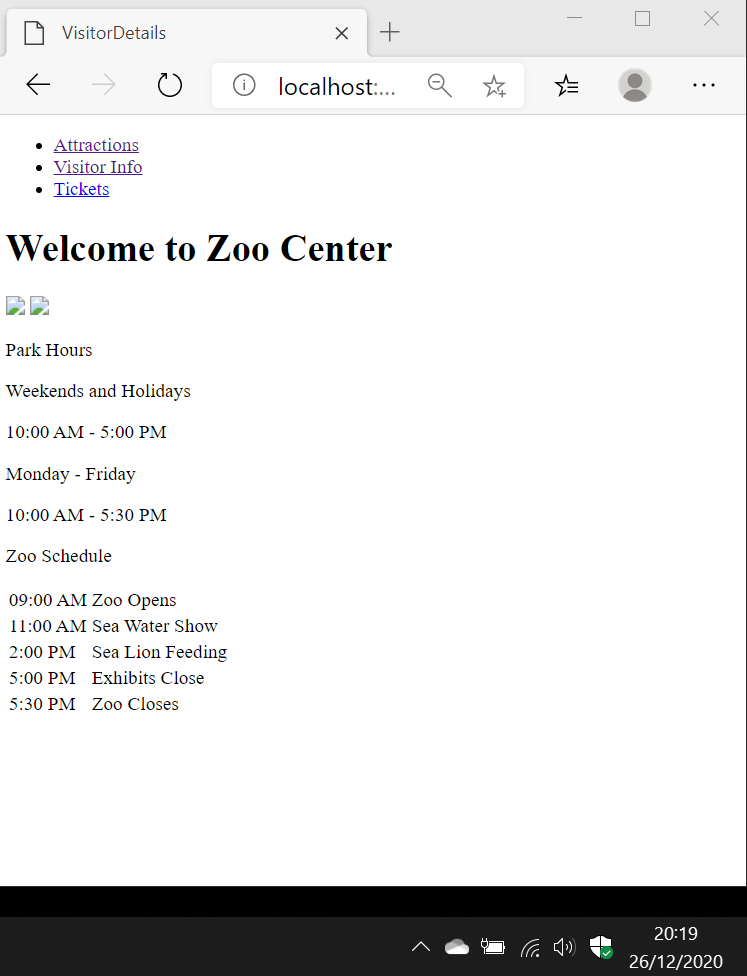 VisitorDetails
localhost:...
Attractions
Visitor Info
Tickets
Welcome to Zoo Center
Park Hours
Weekends and Holidays
10:00 AM - 5:00 PM
Monday - Friday
10:00 AM - 5:30 PM
Zoo Schedule
09:00 AM Zoo Opens
11:00 AM Sea Water Show
2:00 PM Sea Lion Feeding
5:00 PM Exhibits Close
5:30 PM Zoo Closes
20:19
26/12/2020